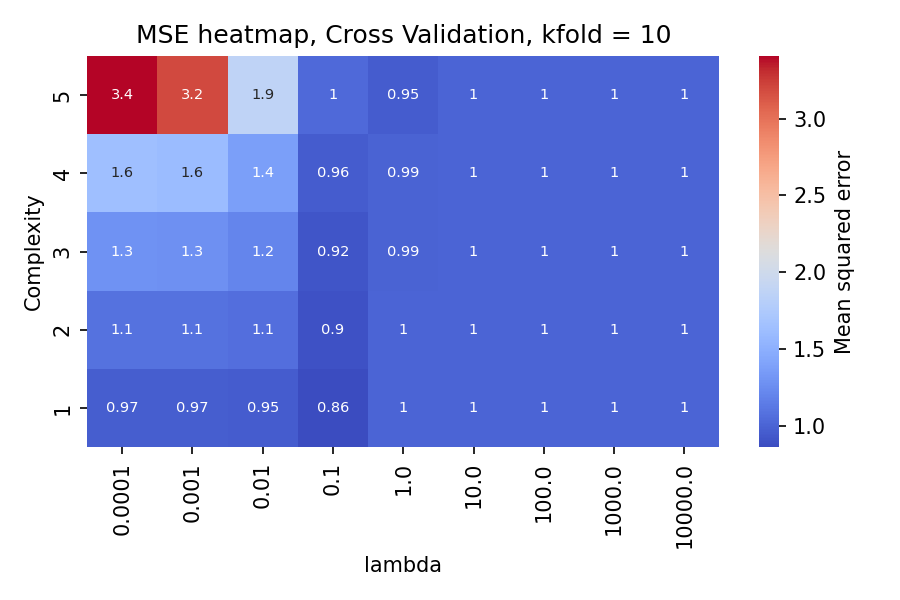 MSE heatmap, Cross Validation, kfold = 10
Complexity
5 3.4 3.2 1.9 1 0.95 1 1 1 1
4 1.6 1.6 1.4 0.96 0.99 1 1 1 1
3 1.3 1.3 1.2 0.92 0.99 1 1 1 1
2 1.1 1.1 1.1 0.9 1 1 1 1 1
1 0.97 0.97 0.95 0.86 1 1 1 1 1
0.0001 0.001 0.01 0.1 1.0 10.0 100.0 1000.0 10000.0
lambda
3.0
2.5
2.0
1.5
1.0
Mean squared error